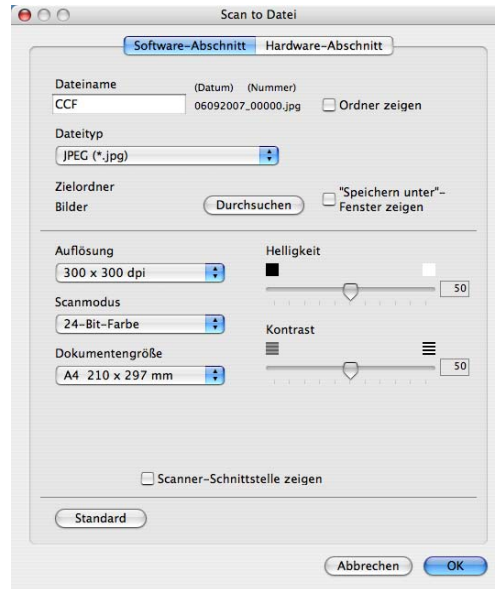 Scan to Datei
Software-Abschnitt Hardware-Abschnitt
Dateiname (Datum) (Nummer)
CCF 06092007_00000.jpg Ordner zeigen
Dateityp
JPEG (*.jpg)
Zielordner
Bilder Durchsuchen "Speichern unter"-
Fenster zeigen
Auflösung Helligkeit
300 x 300 dpi
50
Scanmodus
24-Bit-Farbe Kontrast
Dokumentengröße
A4 210 x 297 mm 50
Scanner-Schnittstelle zeigen
Standard
Abbrechen OK